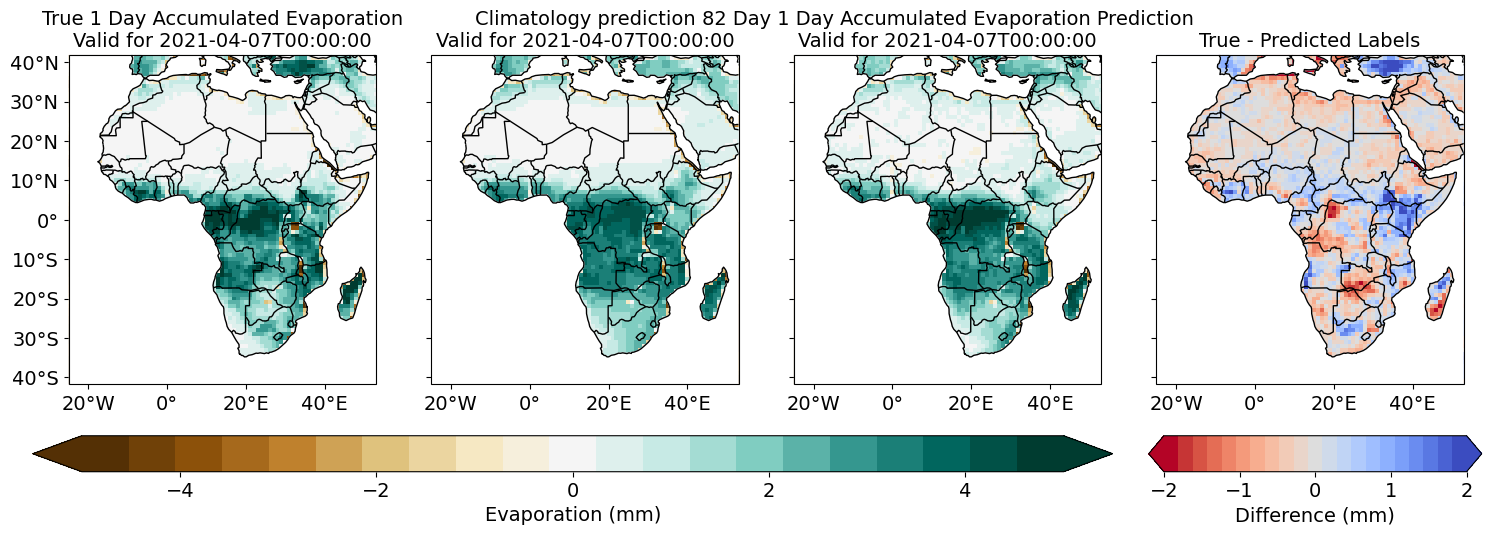 True 1 Day Accumulated Evaporation
Valid for 2021-04-07T00:00:00
Climatology prediction 82 Day 1 Day Accumulated Evaporation Prediction
Valid for 2021-04-07T00:00:00
Valid for 2021-04-07T00:00:00
True - Predicted Labels
40°N
30°N
20°N
10°N
0°
10°S
20°S
30°S
40°S
20°W 0° 20°E 40°E
20°W 0° 20°E 40°E
20°W 0° 20°E 40°E
20°W 0° 20°E 40°E
−4 −2 0 2 4
Evaporation (mm)
−2 −1 0 1 2
Difference (mm)